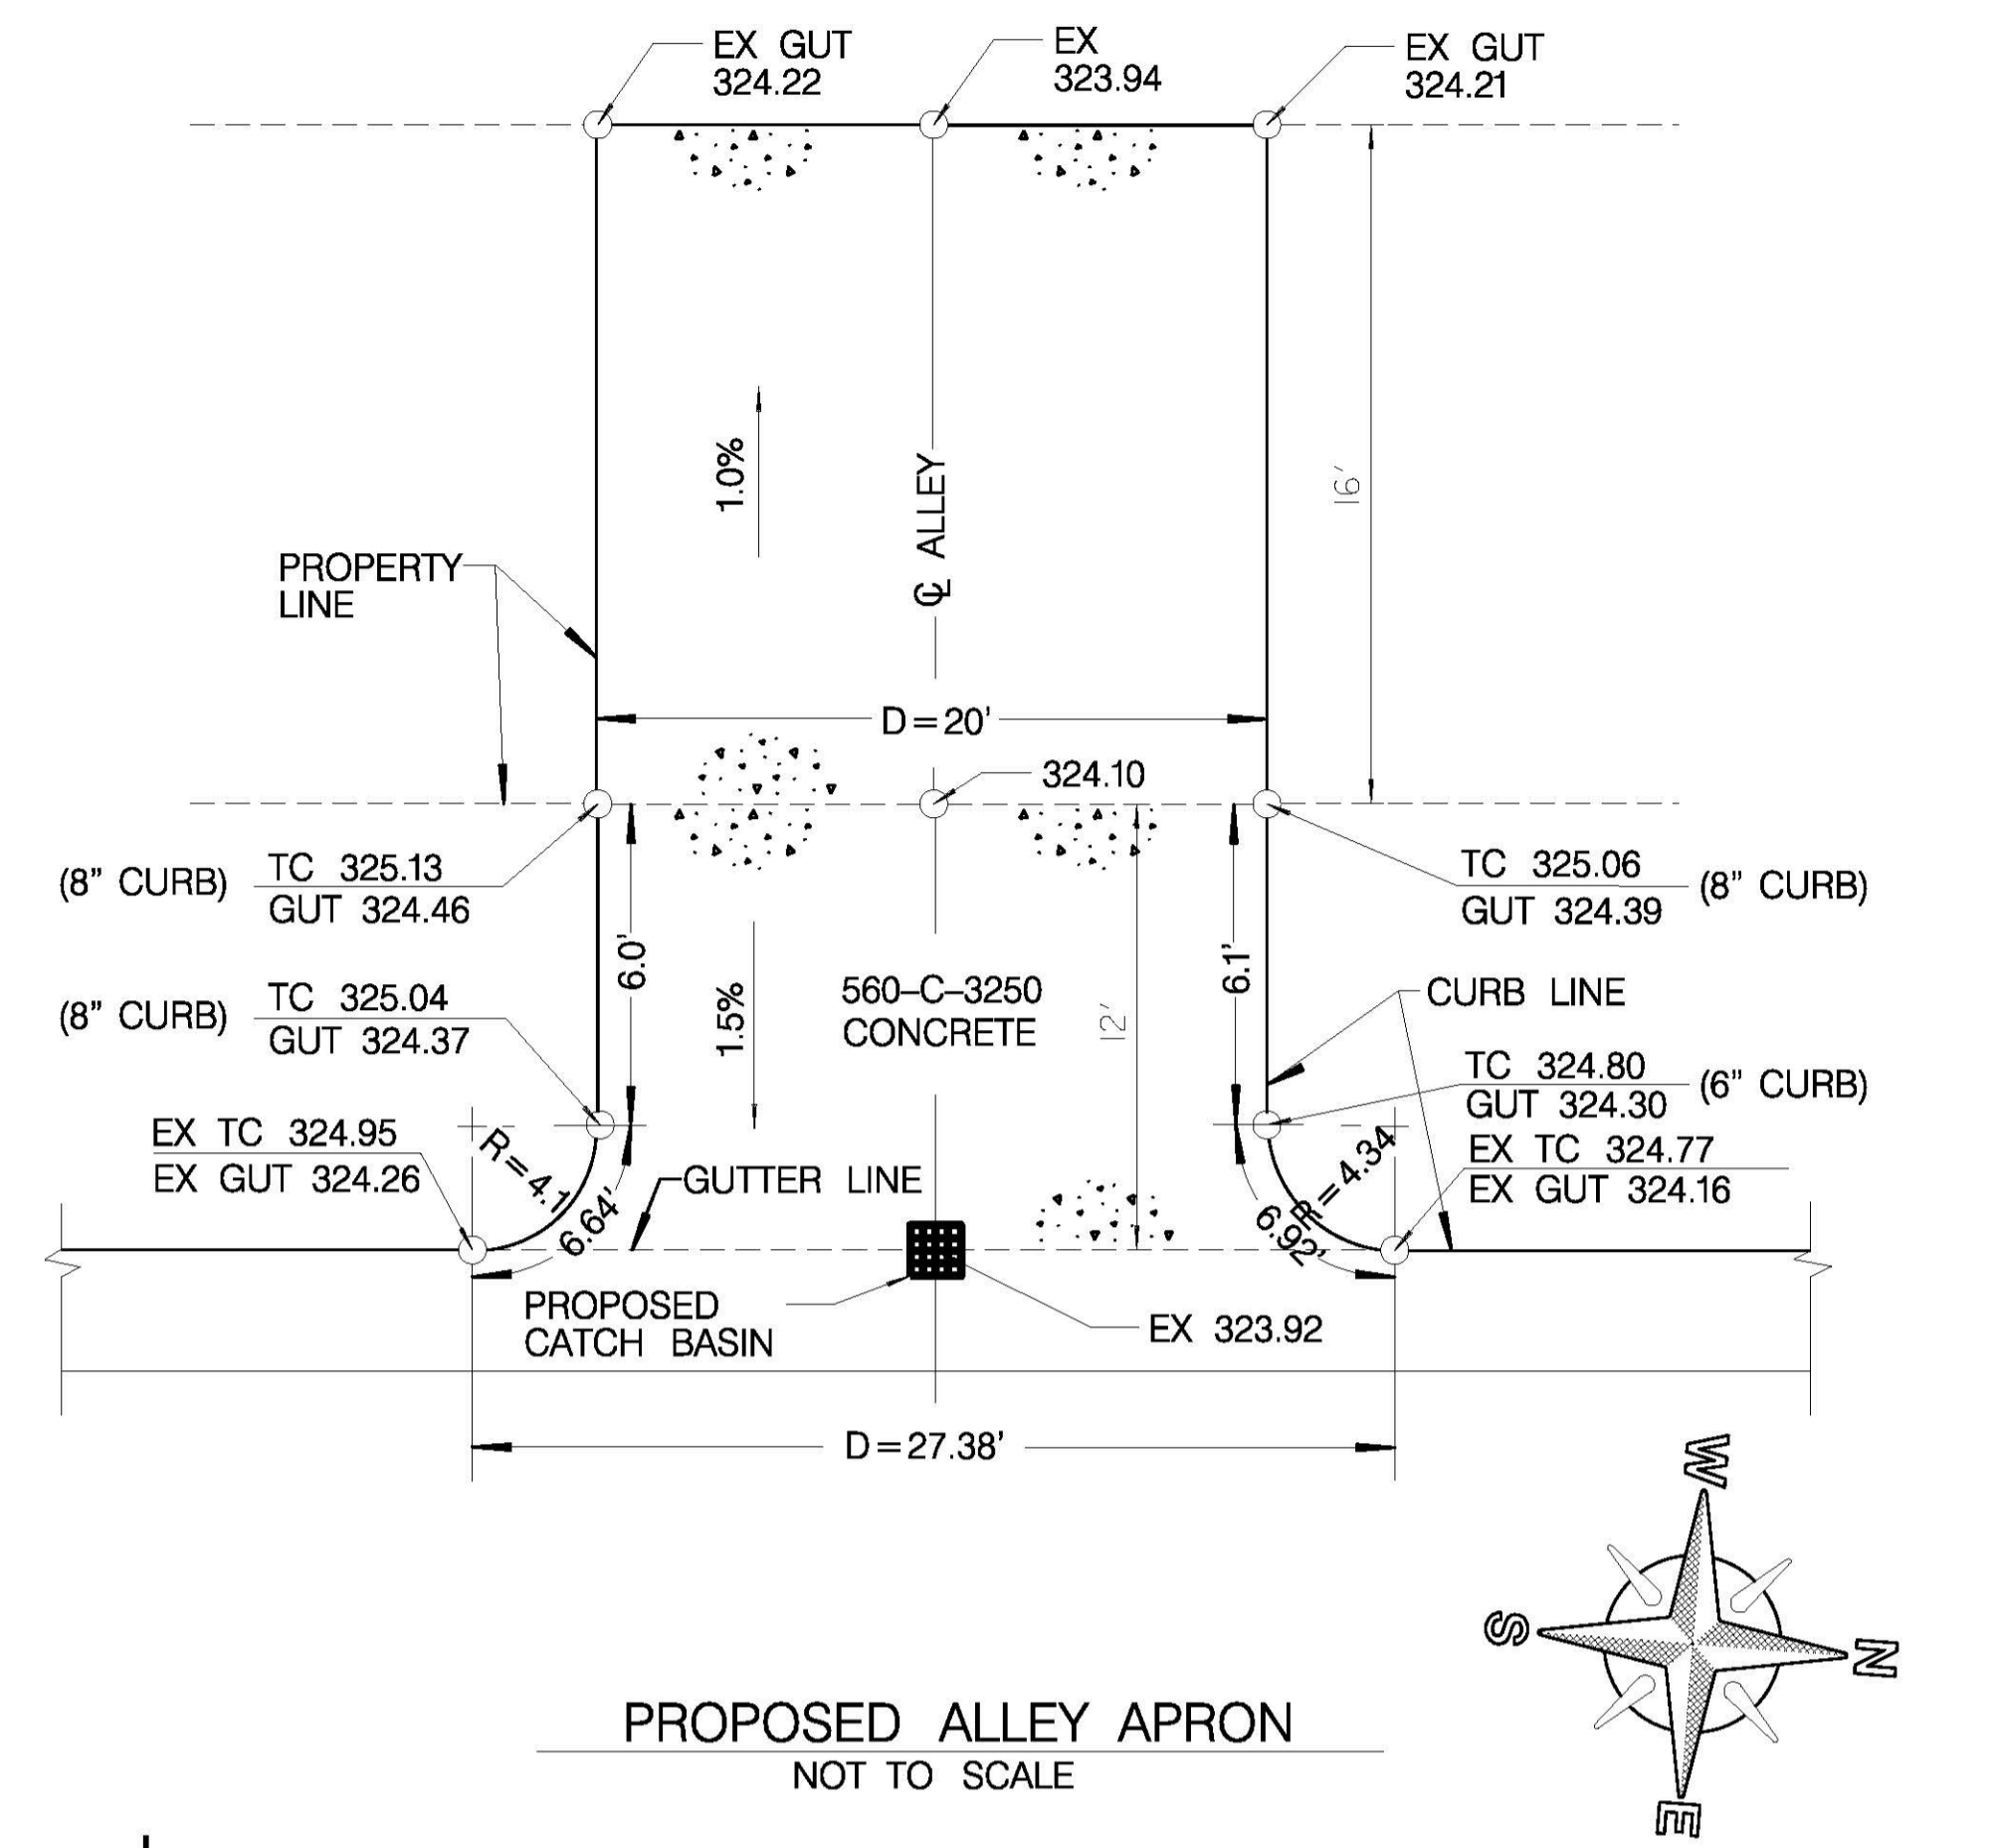 EX GUT
324.22
EX
323.94
EX GUT
324.21
1.0%
℄ ALLEY
16'
PROPERTY
LINE
D=20'
324.10
(8" CURB)
TC 325.13
GUT 324.46
TC 325.06
GUT 324.39
(8" CURB)
6.0'
6.1'
1.5%
560-C-3250
CONCRETE
12'
CURB LINE
(8" CURB)
TC 325.04
GUT 324.37
TC 324.80
GUT 324.30
(6" CURB)
EX TC 324.95
EX GUT 324.26
R=4.1
6.64'
GUTTER LINE
R=4.34
6.92'
EX TC 324.77
EX GUT 324.16
PROPOSED
CATCH BASIN
EX 323.92
D=27.38'
W
S
N
E
PROPOSED ALLEY APRON
NOT TO SCALE